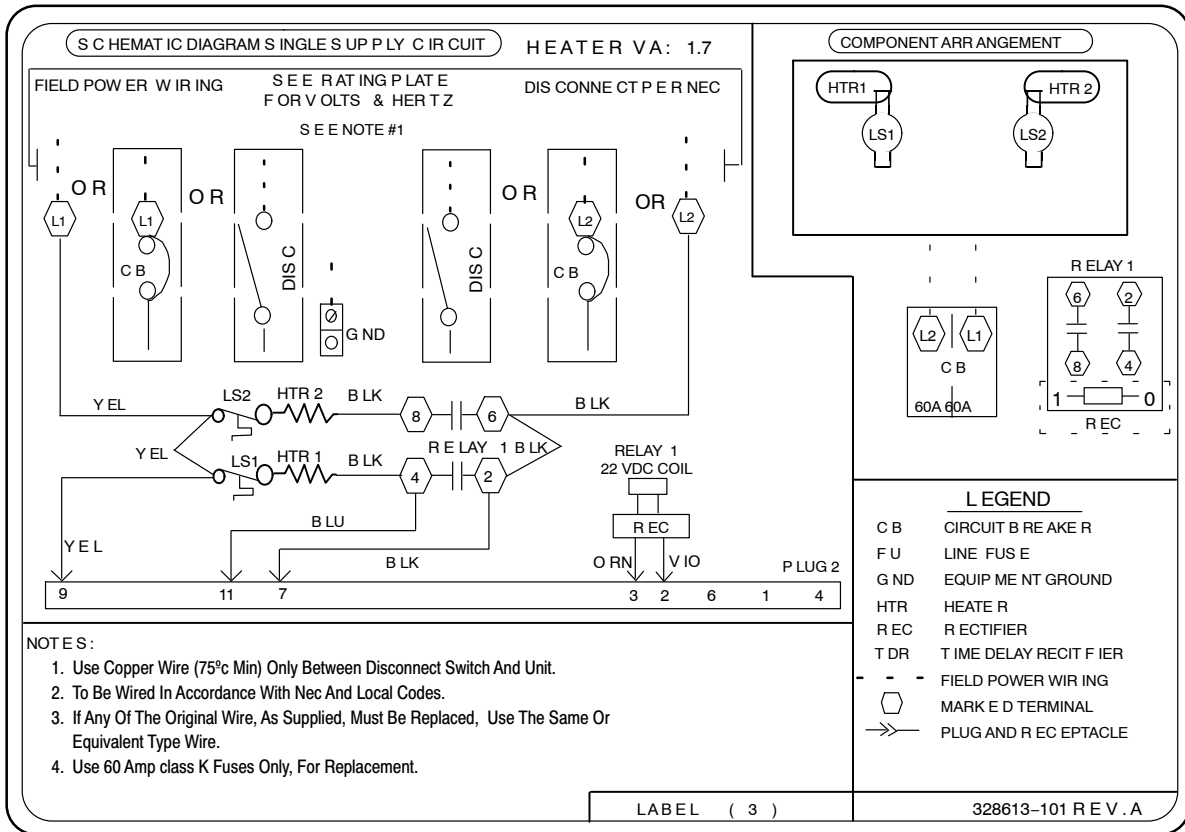 SCHEMATIC DIAGRAM SINGLE SUPPLY CIRCUIT
HEATER VA: 1.7
FIELD POWER WIRING
SEE RATING PLATE
FOR VOLTS & HERTZ
DISCONNECT PER NEC
SEE NOTE #1
L1
OR
L1
CB
OR
DISC
GND
DISC
OR
L2
CB
OR
L2
YEL
LS2
HTR 2
BLK
8
6
BLK
YEL
LS1
HTR 1
BLK
4
RELAY 1
2
BLK
RELAY 1
22 VDC COIL
REC
YEL
BLU
BLK
ORN
VIO
PLUG 2
9 11 7 3 2 6 1 4
NOTES:
1. Use Copper Wire (75ºc Min) Only Between Disconnect Switch And Unit.
2. To Be Wired In Accordance With Nec And Local Codes.
3. If Any Of The Original Wire, As Supplied, Must Be Replaced, Use The Same Or
Equivalent Type Wire.
4. Use 60 Amp class K Fuses Only, For Replacement.
COMPONENT ARRANGEMENT
HTR1
HTR 2
LS1
LS2
L2
L1
CB
60A 60A
RELAY 1
6
2
8
4
1 0
REC
LEGEND
CB CIRCUIT BREAKER
FU LINE FUSE
GND EQUIPMENT GROUND
HTR HEATER
REC RECTIFIER
TDR TIME DELAY RECITFIER
FIELD POWER WIRING
MARKED TERMINAL
PLUG AND RECEPTACLE
LABEL (3)
328613-101 REV. A